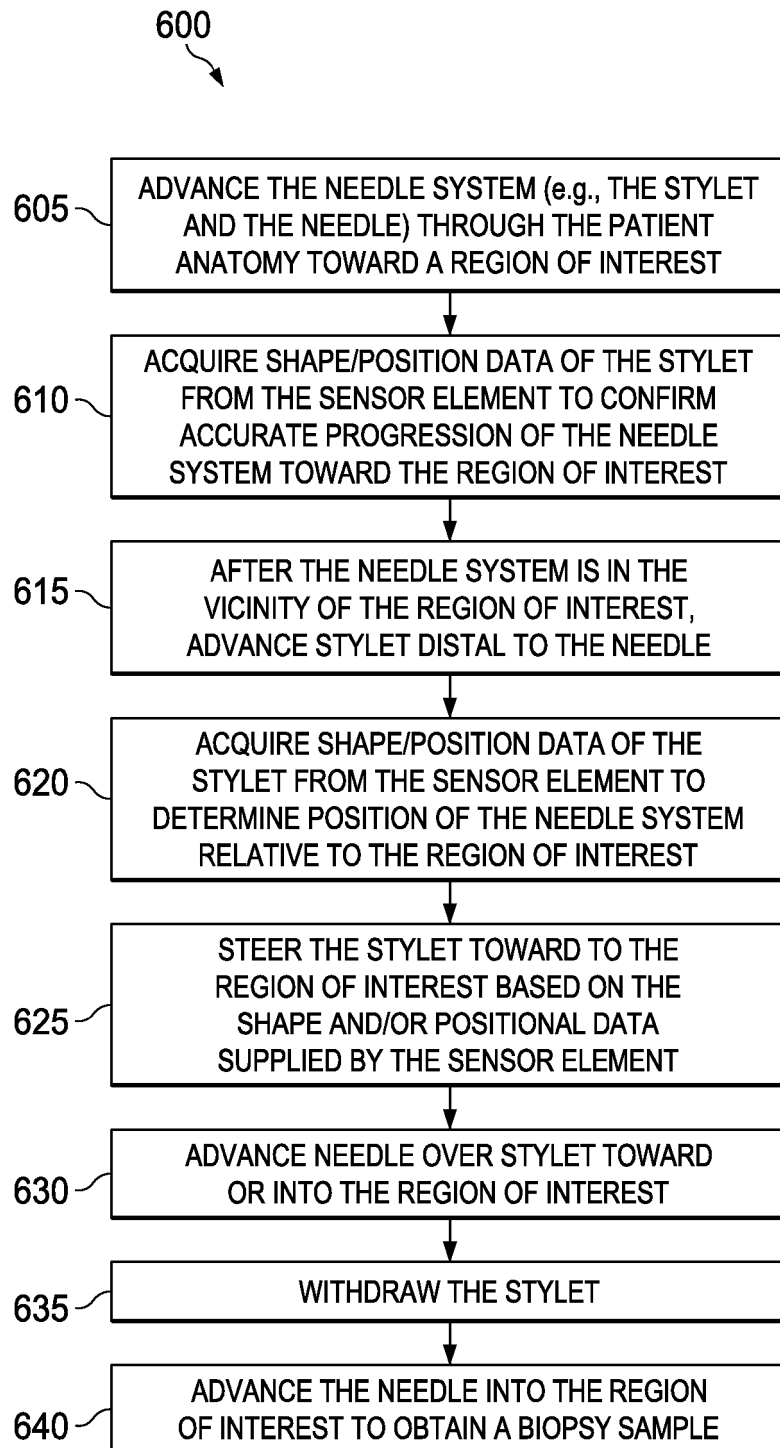 600
605
ADVANCE THE NEEDLE SYSTEM (e.g., THE STYLET
AND THE NEEDLE) THROUGH THE PATIENT
ANATOMY TOWARD A REGION OF INTEREST
610
ACQUIRE SHAPE/POSITION DATA OF THE STYLET
FROM THE SENSOR ELEMENT TO CONFIRM
ACCURATE PROGRESSION OF THE NEEDLE
SYSTEM TOWARD THE REGION OF INTEREST
615
AFTER THE NEEDLE SYSTEM IS IN THE
VICINITY OF THE REGION OF INTEREST,
ADVANCE STYLET DISTAL TO THE NEEDLE
620
ACQUIRE SHAPE/POSITION DATA OF THE
STYLET FROM THE SENSOR ELEMENT TO
DETERMINE POSITION OF THE NEEDLE SYSTEM
RELATIVE TO THE REGION OF INTEREST
625
STEER THE STYLET TOWARD TO THE
REGION OF INTEREST BASED ON THE
SHAPE AND/OR POSITIONAL DATA
SUPPLIED BY THE SENSOR ELEMENT
630
ADVANCE NEEDLE OVER STYLET TOWARD
OR INTO THE REGION OF INTEREST
635
WITHDRAW THE STYLET
640
ADVANCE THE NEEDLE INTO THE REGION
OF INTEREST TO OBTAIN A BIOPSY SAMPLE